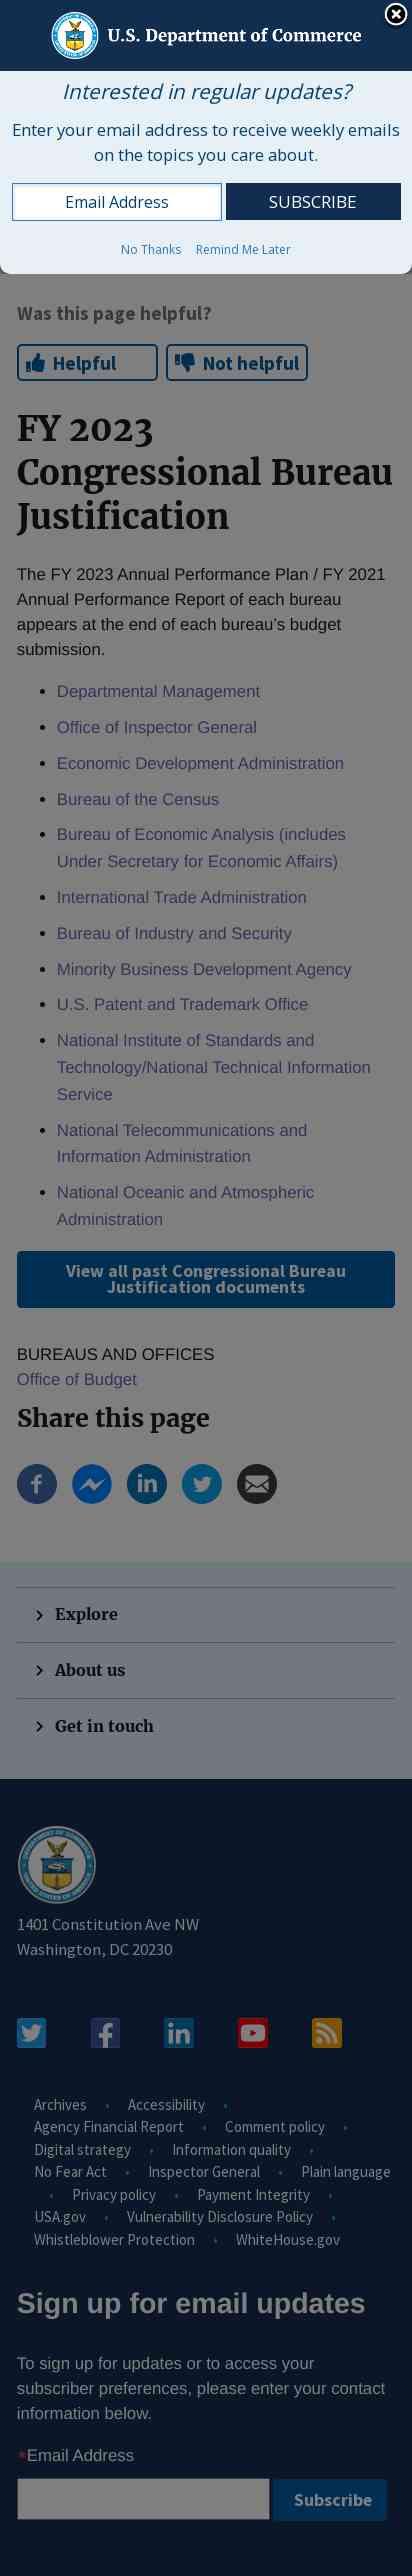 U.S. Department of Commerce
Interested in regular updates?
Enter your email address to receive weekly emails
on the topics you care about.
Email Address SUBSCRIBE
No Thanks Remind Me Later
Was this page helpful?
Helpful Not helpful
FY 2023
Congressional Bureau
Justification
The FY 2023 Annual Performance Plan / FY 2021
Annual Performance Report of each bureau
appears at the end of each bureau's budget
submission.
Departmental Management
Office of Inspector General
Economic Development Administration
Bureau of the Census
Bureau of Economic Analysis (includes
Under Secretary for Economic Affairs)
International Trade Administration
Bureau of Industry and Security
Minority Business Development Agency
U.S. Patent and Trademark Office
National Institute of Standards and
Technology/National Technical Information
Service
National Telecommunications and
Information Administration
National Oceanic and Atmospheric
Administration
View all past Congressional Bureau
Justification documents
BUREAUS AND OFFICES
Office of Budget
Share this page
Explore
About us
Get in touch
1401 Constitution Ave NW
Washington, DC 20230
Archives • Accessibility •
Agency Financial Report • Comment policy •
Digital strategy • Information quality •
No Fear Act • Inspector General • Plain language
• Privacy policy • Payment Integrity •
USA.gov • Vulnerability Disclosure Policy •
Whistleblower Protection • WhiteHouse.gov
Sign up for email updates
To sign up for updates or to access your
subscriber preferences, please enter your contact
information below.
*Email Address
Subscribe